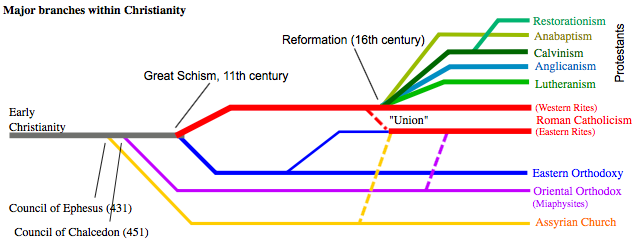 Major branches within Christianity
Restorationism
Anabaptism
Reformation (16th century)
Calvinism
Protestants
Anglicanism
Great Schism, 11th century
Lutheranism
Early
Christianity
(Western Rites)
"Union"
Roman Catholicism
(Eastern Rites)
Eastern Orthodoxy
Oriental Orthodox
(Miaphysites)
Council of Ephesus (431)
Assyrian Church
Council of Chalcedon (451)